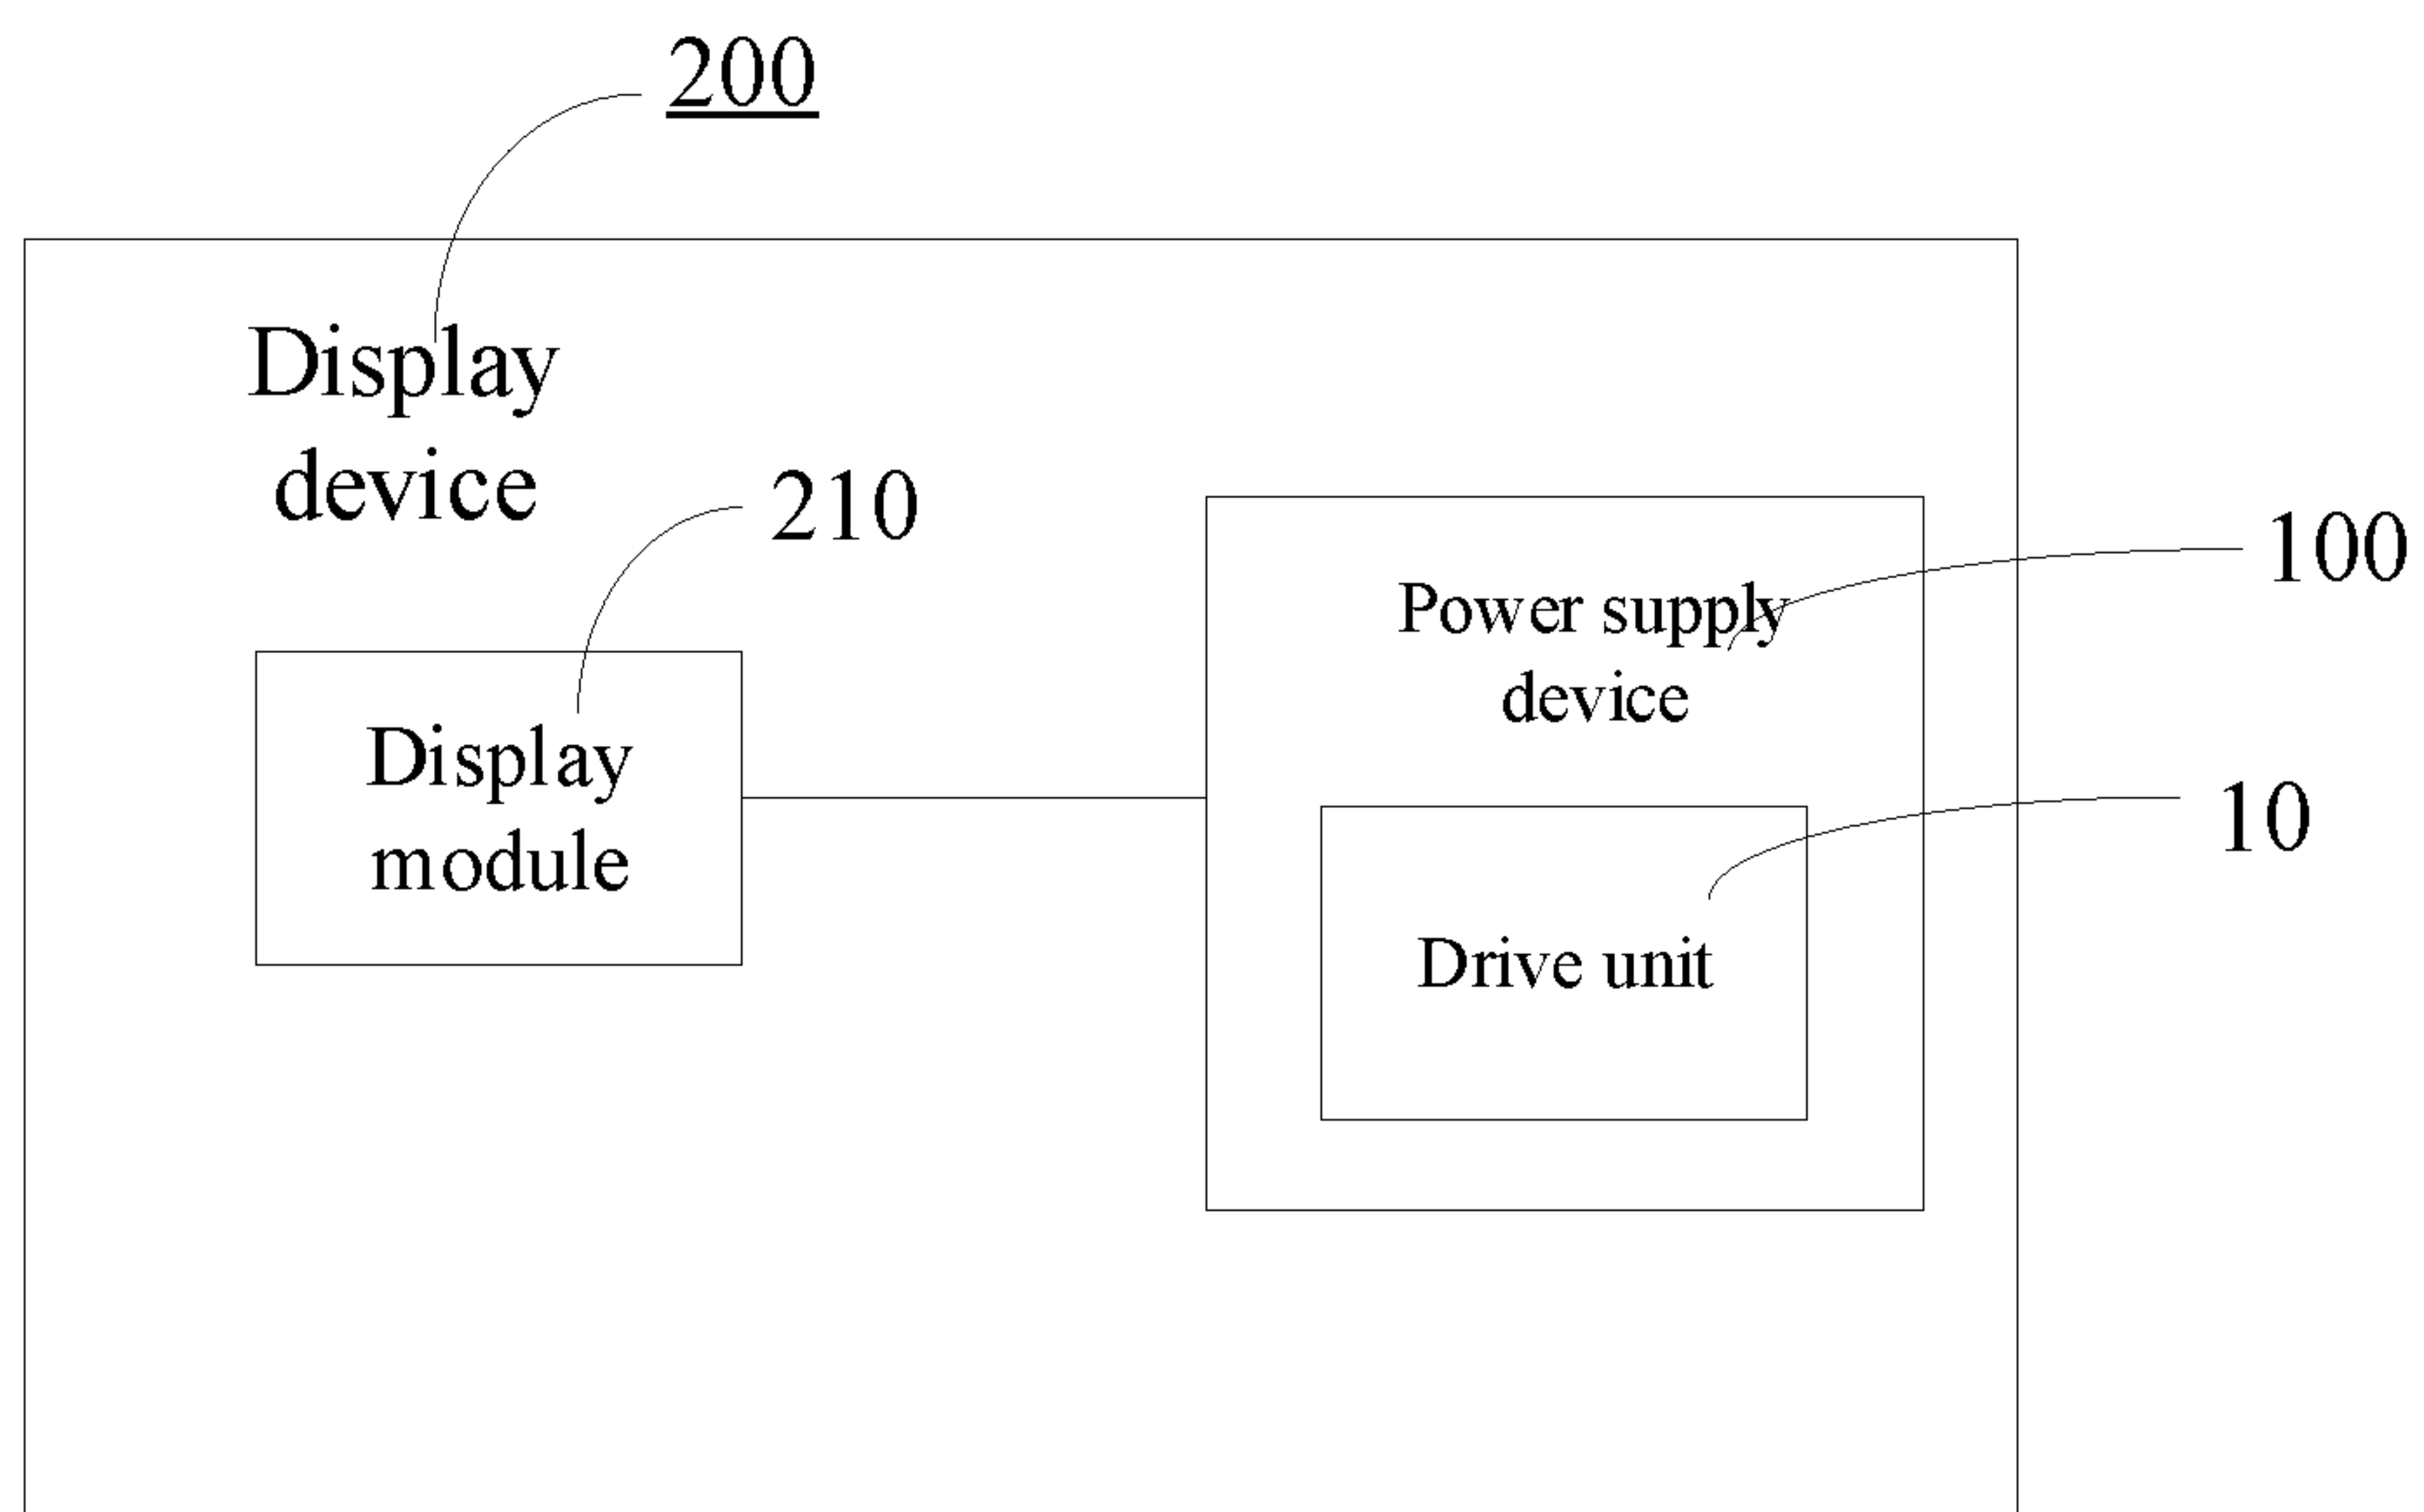 200
Display
device
210
100
Power supply
device
Display
module
10
Drive unit